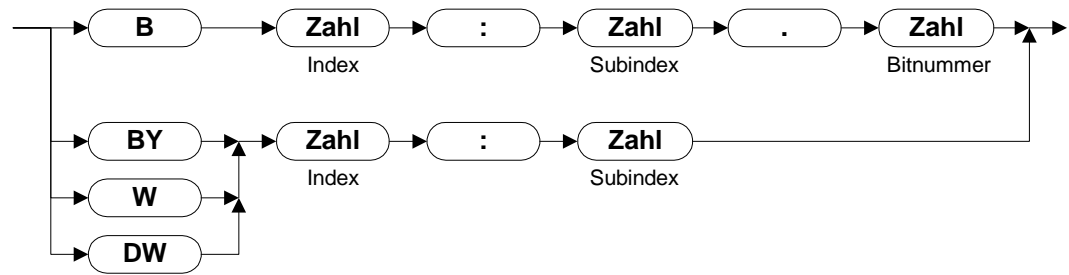 B Zahl : Zahl . Zahl
Index Subindex Bitnummer
BY Zahl : Zahl
Index Subindex
W
DW